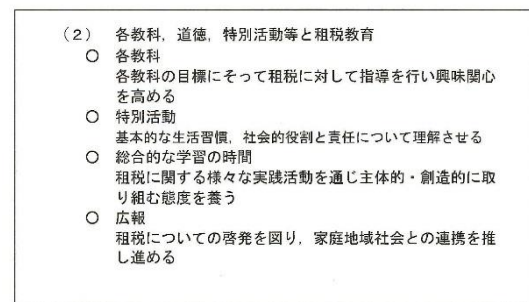 （２） 各教科，道徳，特別活動等と租税教育
○ 各教科
各教科の目標にそって租税に対して指導を行い興味関心
を高める
○ 特別活動
基本的な生活習慣，社会的役割と責任について理解させる
○ 総合的な学習の時間
租税に関する様々な実践活動を通じ主体的・創造的に取
り組む態度を養う
○ 広報
租税についての啓発を図り，家庭地域社会との連携を推
し進める